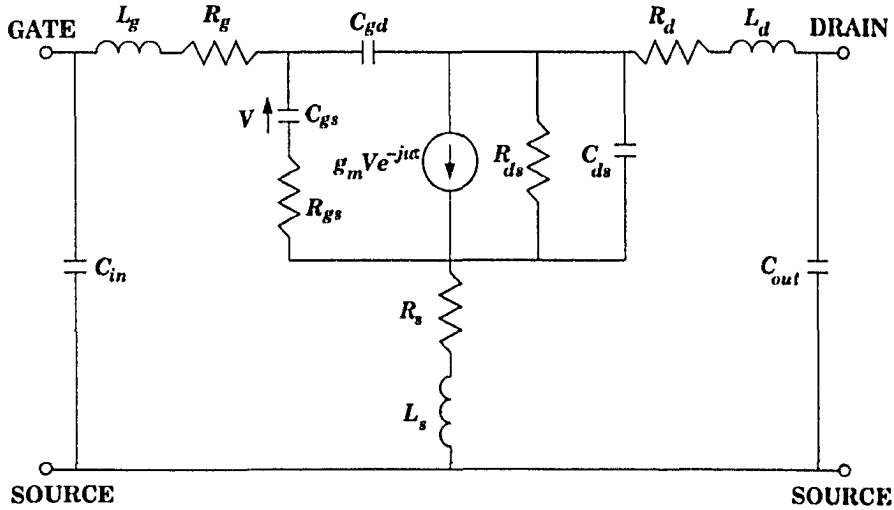 GATE
L_g
R_g
C_gd
R_d
L_d
DRAIN
V
C_gs
g_m Ve^-jωτ
R_ds
C_ds
R_gs
C_in
C_out
R_s
L_s
SOURCE
SOURCE